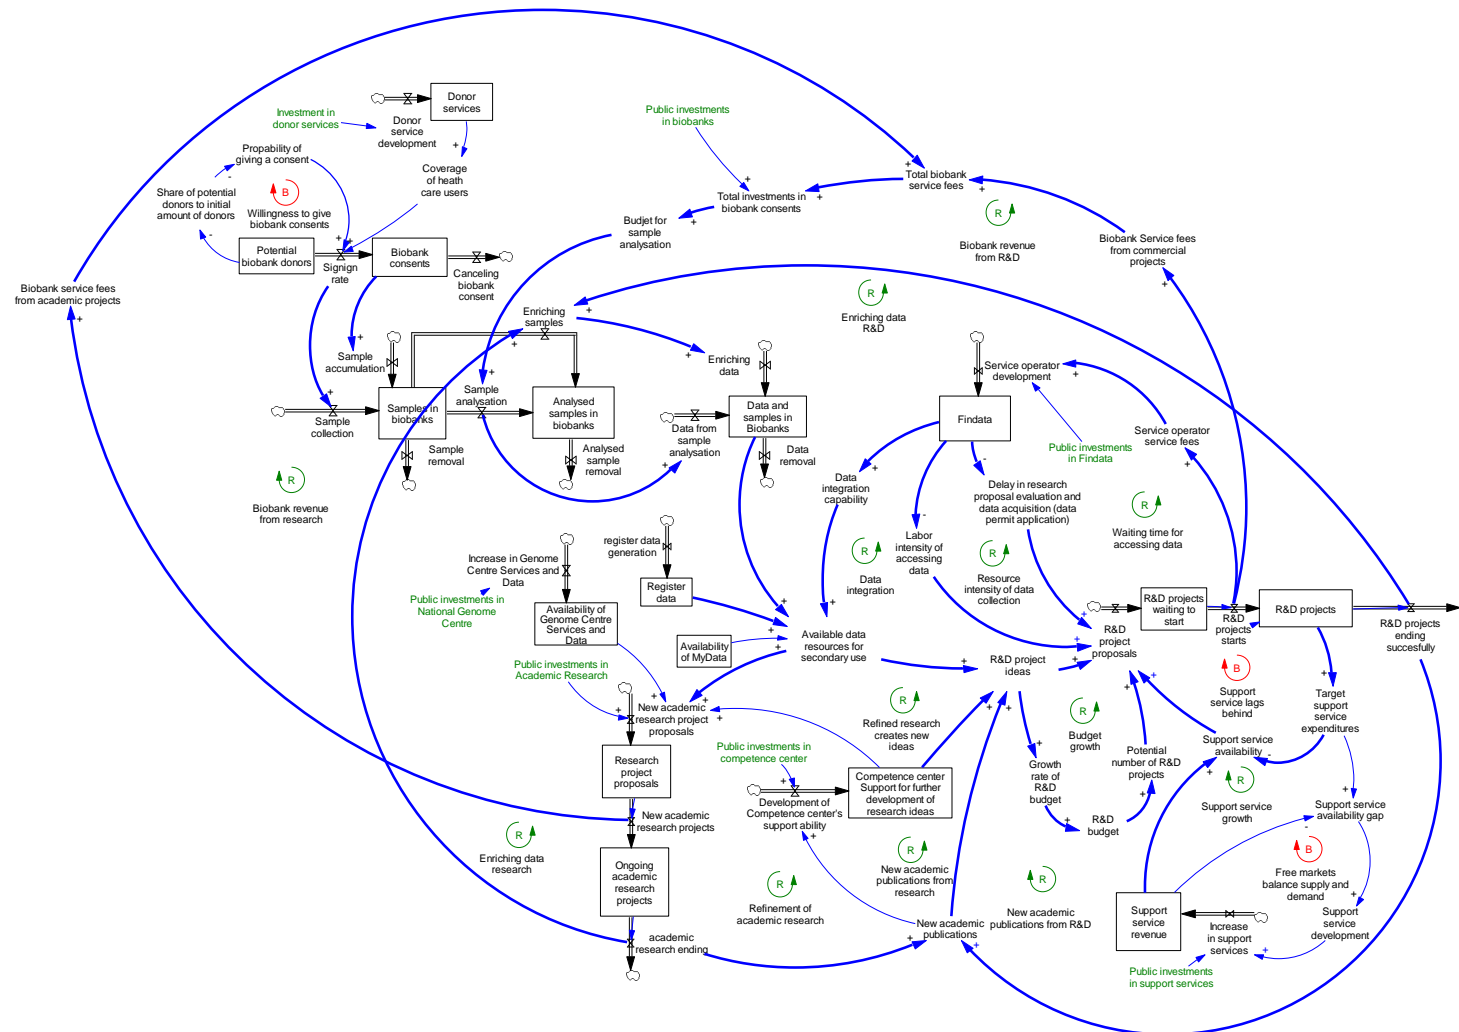 Donor
services
Investment in
donor services
Donor
service
development
Public investments
in biobanks
Propability of
giving a consent
+
+
-
B
Willingness to give
biobank consents
Share of potential
donors to initial
amount of donors
-
Coverage
of heath
care users
+
Total biobank
service fees
+
+
Total investments in
biobank consents
+
+
R
Biobank revenue
from R&D
Biobank Service fees
from commercial
projects
+
Budjet for
sample
analysation
Potential
biobank donors
+
Signign
rate
Biobank
consents
Canceling
biobank
consent
Biobank service fees
from academic projects
+
R
Enriching data
R&D
Enriching
samples
+
+
Sample
accumulation
+
Enriching
data
+
Service operator
development
+
Sample
collection
+
Samples in
biobanks
Sample
analysation
+
Analysed
samples in
biobanks
Data and
samples in
Biobanks
Findata
Data from
sample
analysation
+
Sample
removal
Analysed
sample
removal
Data
removal
Public investments
in Findata
Service operator
service fees
+
R
Biobank revenue
from research
Data
integration
capability
+
Delay in research
proposal evaluation and
data acquisition (data
permit application)
-
R
Waiting time for
accessing data
register data
generation
Labor
intensity of
accessing
data
-
R
Data
integration
R
Resource
intensity of data
collection
Increase in Genome
Centre Services and
Data
Public investments in
National Genome
Centre
Register
data
Availability of
Genome Centre
Services and
Data
Availability
of MyData
Available data
resources for
secondary use
+
+
+
+
R&D projects
waiting to
start
+
R&D
projects
starts
R&D projects
+
R&D projects
ending
succesfully
R&D
project
proposals
+
+
+
R&D project
ideas
+
+
+
Public investments in
Academic Research
+
New academic
research project
proposals
+
+
+
R
Refined research
creates new
ideas
R
Budget
growth
B
Support
service lags
behind
Target
support
service
expenditures
+
Public investments in
competence center
+
Support service
availability
+
-
Potential
number of R&D
projects
+
+
+
Research
project
proposals
Development of
Competence center's
support ability
+
Competence center
Support for further
development of
research ideas
Growth
rate of
R&D
budget
+
R&D
budget
+
R
Support service
growth
Support service
availability gap
+
-
New academic
research projects
R
Enriching data
research
Ongoing
academic
research
projects
R
New academic
publications from
research
R
Refinement of
academic research
R
New academic
publications from R&D
B
Free markets
balance supply and
demand
+
New academic
publications
+
+
academic
research ending
Support
service
revenue
Increase
in support
services
+
Support
service
development
Public investments
in support services